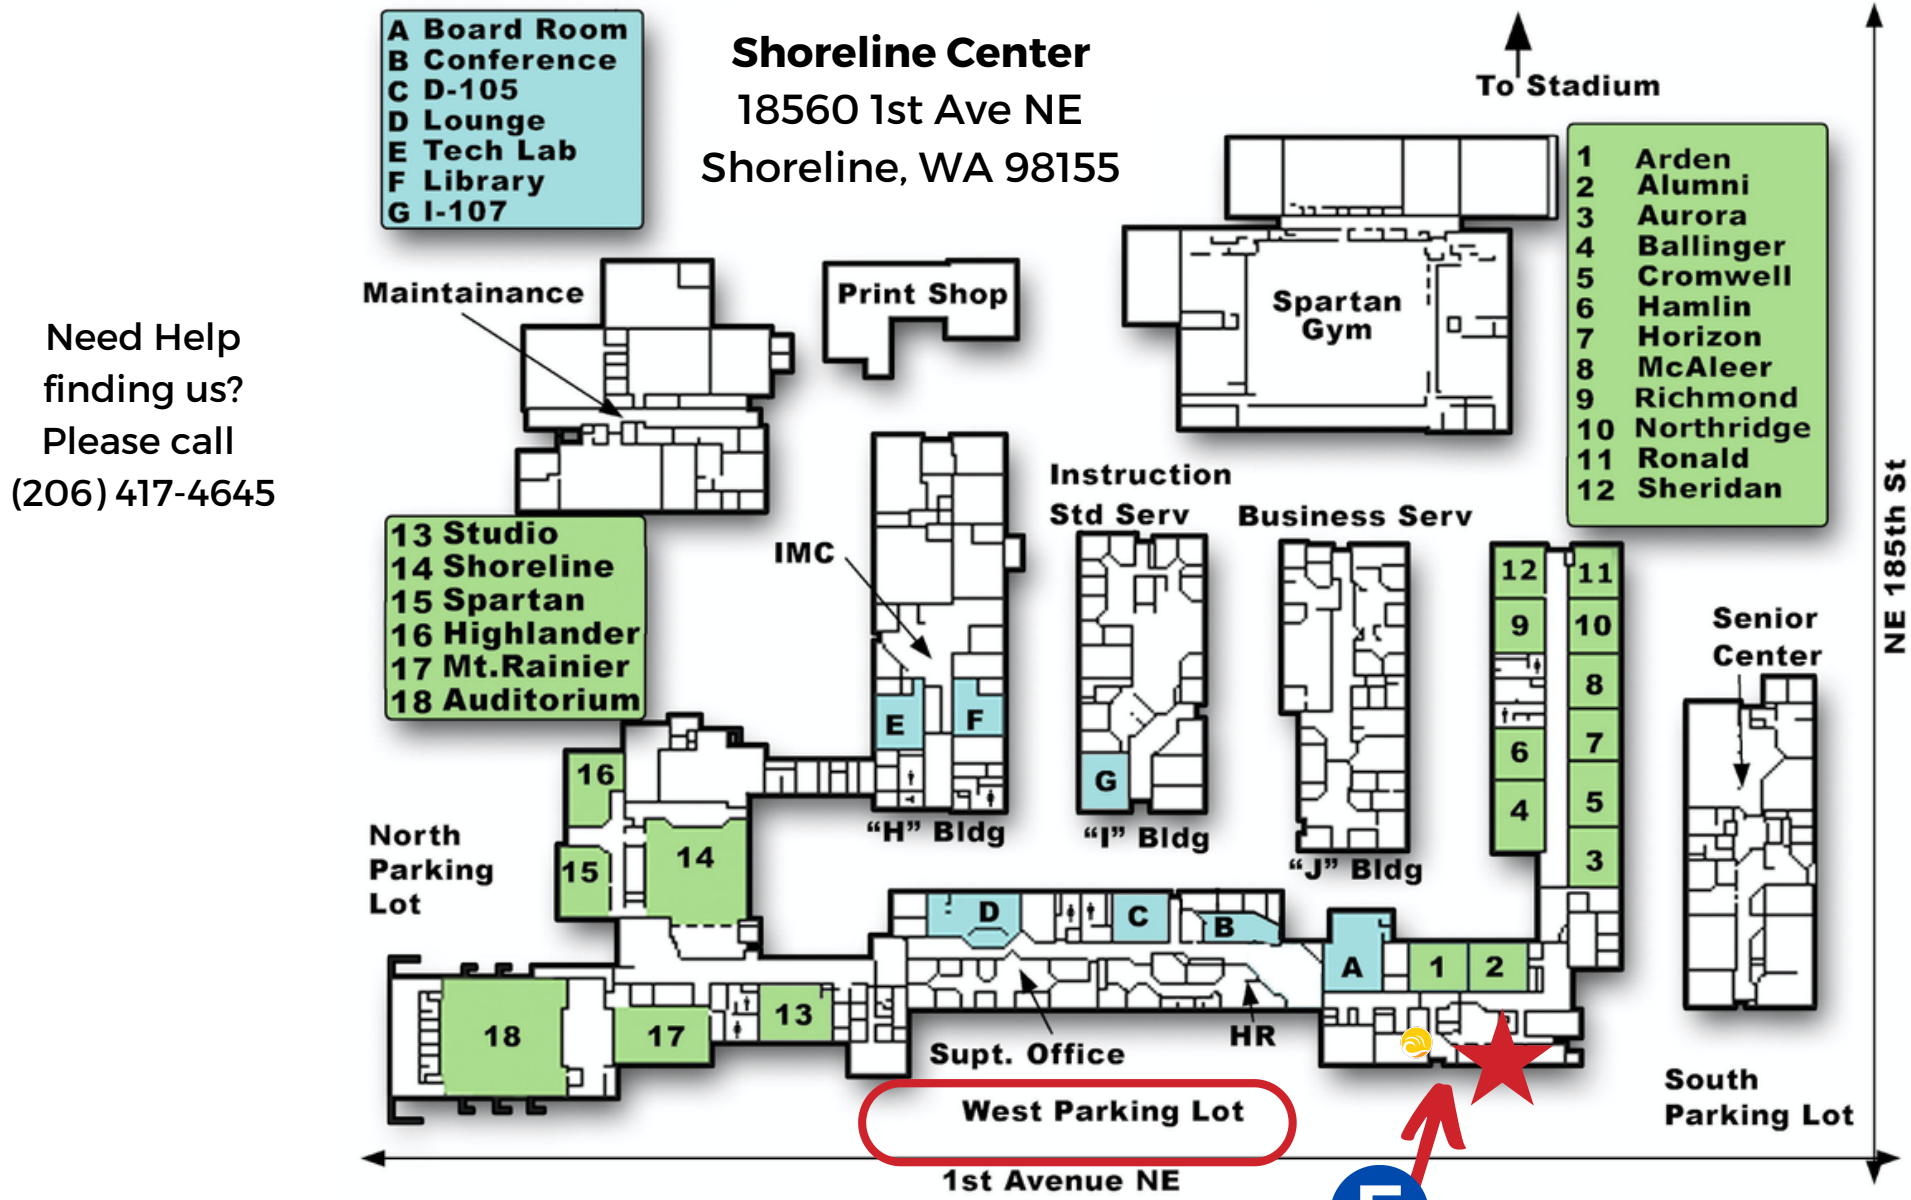 A Board Room
B Conference
C D-105
D Lounge
E Tech Lab
F Library
G I-107
Shoreline Center
18560 1st Ave NE
Shoreline, WA 98155
To Stadium
1 Arden
2 Alumni
3 Aurora
4 Ballinger
5 Cromwell
6 Hamlin
7 Horizon
8 McAleer
9 Richmond
10 Northridge
11 Ronald
12 Sheridan
NE 185th St
Need Help
finding us?
Please call
(206) 417-4645
Maintainance
Print Shop
Spartan
Gym
13 Studio
14 Shoreline
15 Spartan
16 Highlander
17 Mt.Rainier
18 Auditorium
IMC
Instruction
Std Serv
Business Serv
Senior
Center
12
11
9
10
8
E
F
7
6
G
16
5
4
"H" Bldg
"I" Bldg
"J" Bldg
North
Parking
Lot
15
14
3
D
C
B
A
1
2
18
17
13
Supt. Office
HR
West Parking Lot
South
Parking Lot
1st Avenue NE